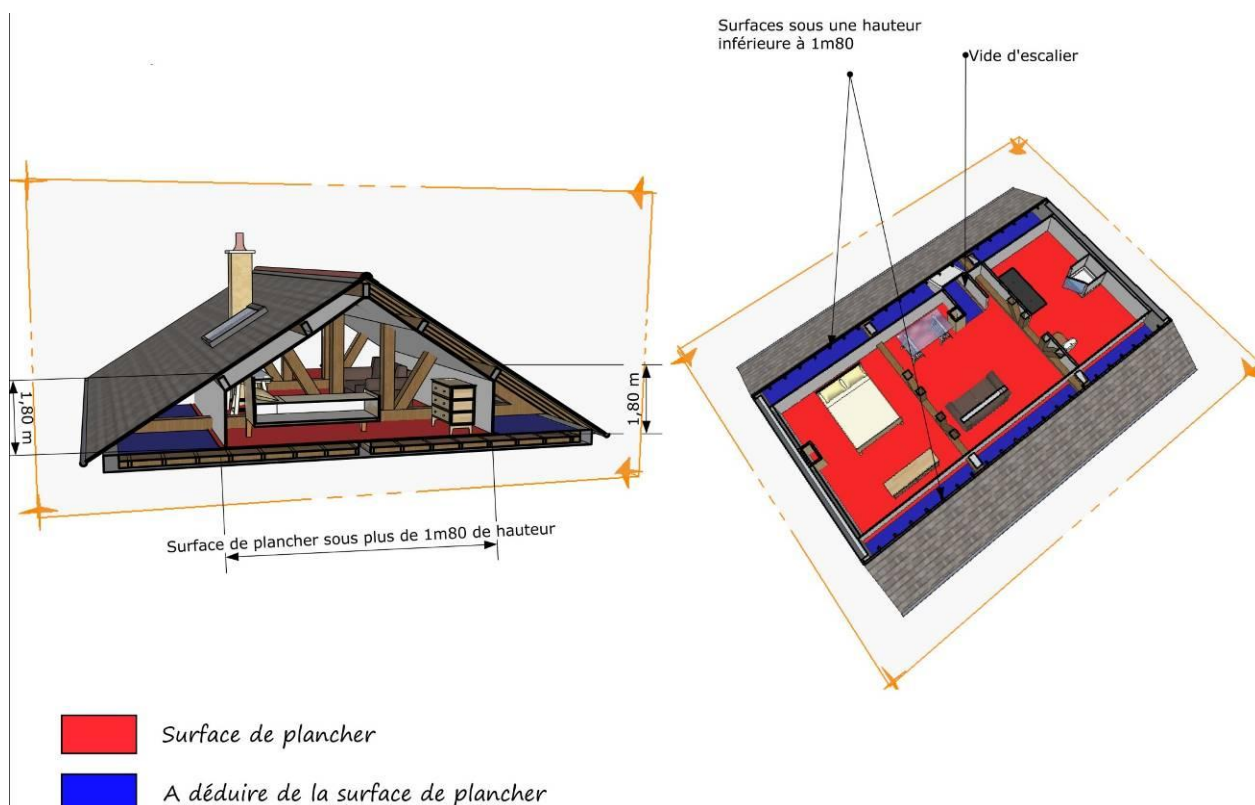 Surfaces sous une hauteur
inférieure à 1m80
Vide d'escalier
1,80 m
1,80 m
Surface de plancher sous plus de 1m80 de hauteur
Surface de plancher
A déduire de la surface de plancher